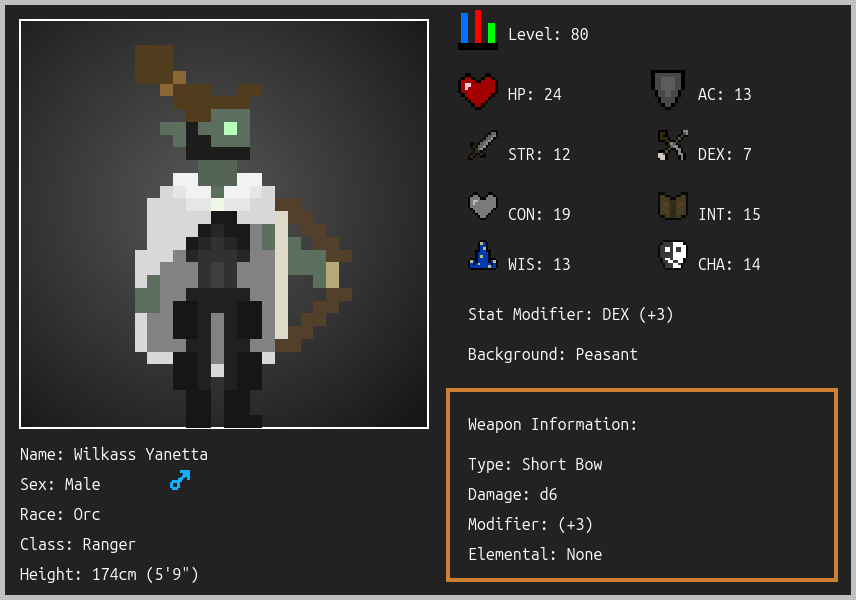 Level: 80
HP: 24
AC: 13
STR: 12
DEX: 7
CON: 19
INT: 15
WIS: 13
CHA: 14
Stat Modifier: DEX (+3)
Background: Peasant
Weapon Information:
Type: Short Bow
Damage: d6
Modifier: (+3)
Elemental: None
Name: Wilkass Yanetta
Sex: Male
Race: Orc
Class: Ranger
Height: 174cm (5'9")